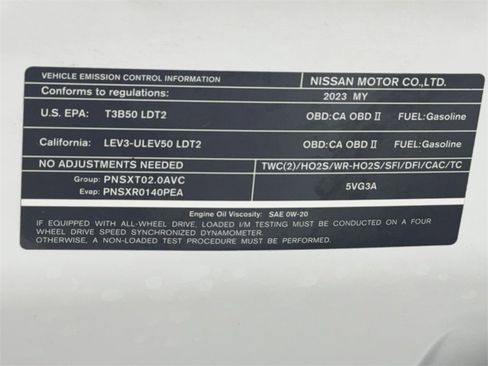 VEHICLE EMISSION CONTROL INFORMATION NISSAN MOTOR CO.,LTD.
Conforms to regulations: 2023 MY
U.S. EPA: T3B50 LDT2 OBD:CA OBD II FUEL:Gasoline
California: LEV3-ULEV50 LDT2 OBD:CA OBD II FUEL:Gasoline
NO ADJUSTMENTS NEEDED TWC(2)/HO2S/WR-HO2S/SFI/DFI/CAC/TC
Group: PNSXT02.0AVC
Evap: PNSXR0140PEA
5VG3A
Engine Oil Viscosity: SAE 0W-20
IF EQUIPPED WITH ALL-WHEEL DRIVE, LOADED I/M TESTING MUST BE CONDUCTED ON A FOUR
WHEEL DRIVE SPEED SYNCHRONIZED DYNAMOMETER.
OTHERWISE, A NON-LOADED TEST PROCEDURE MUST BE PERFORMED.